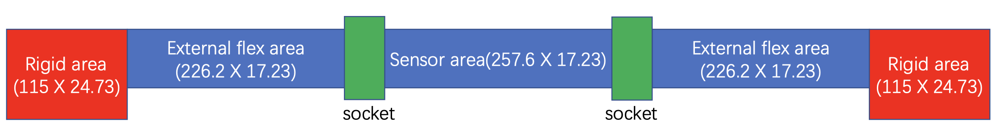 Rigid area
(115 X 24.73)
External flex area
(226.2 X 17.23)
Sensor area(257.6 X 17.23)
External flex area
(226.2 X 17.23)
Rigid area
(115 X 24.73)
socket
socket